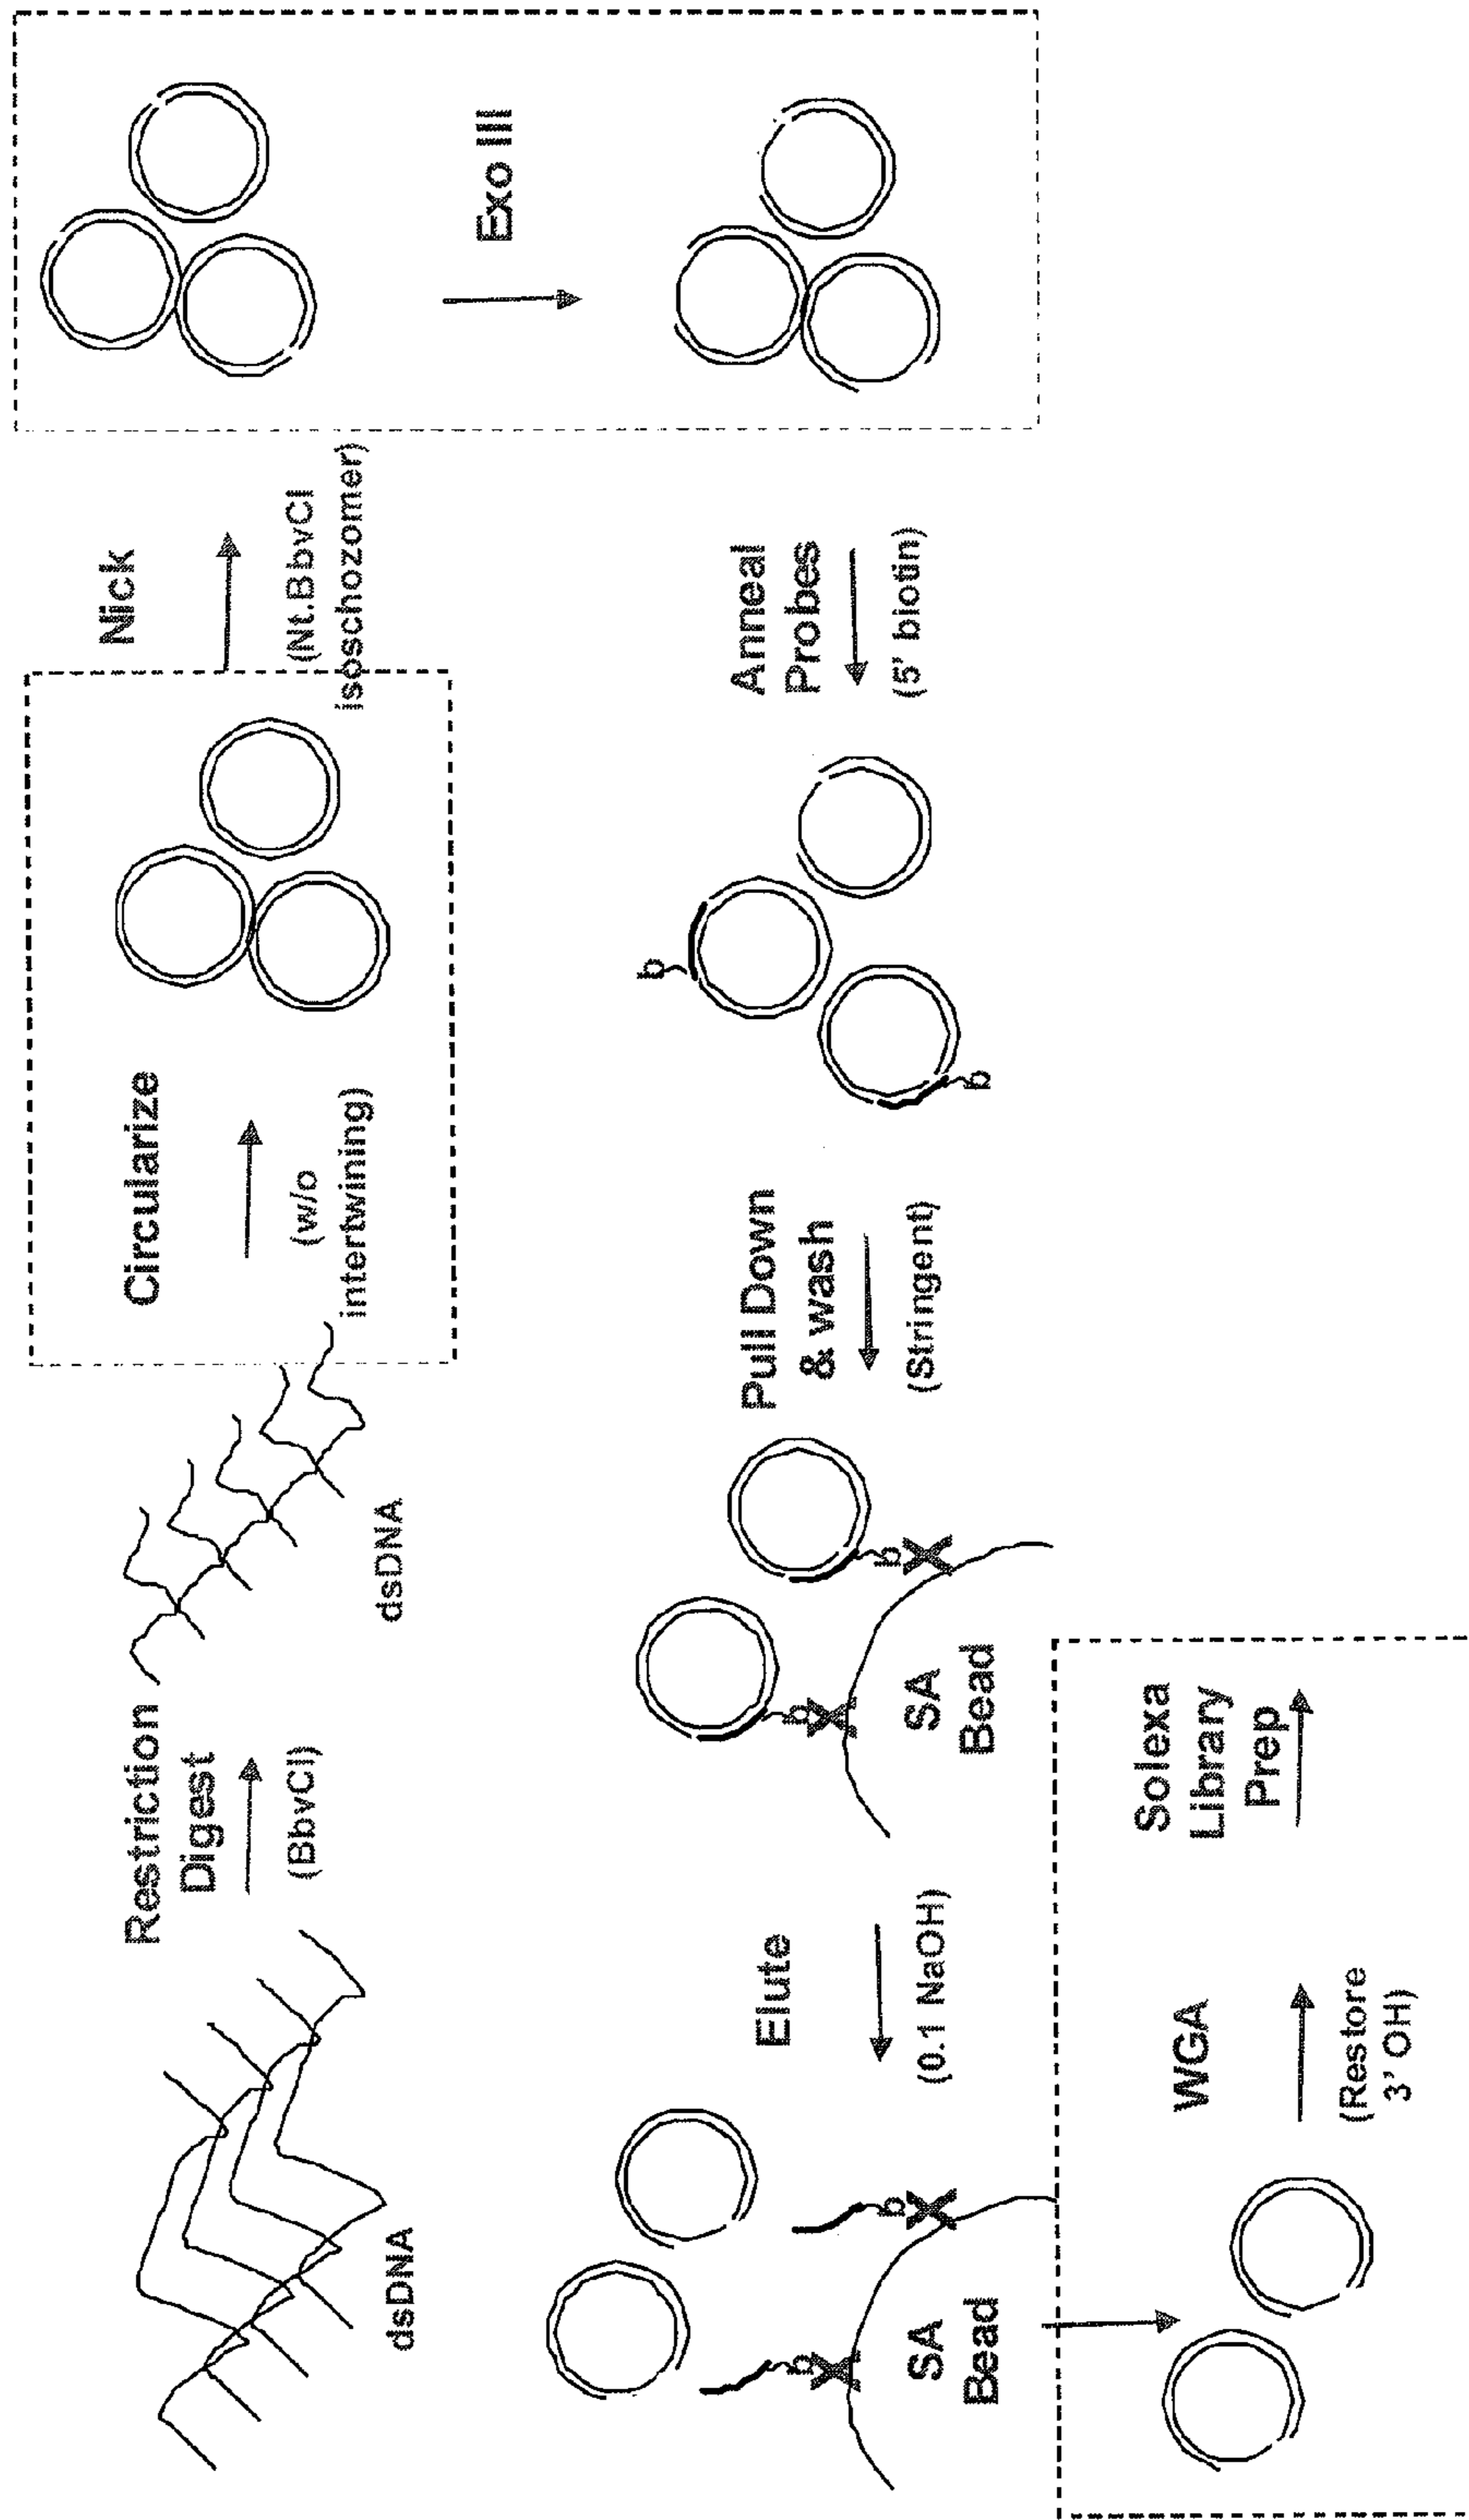 Restriction
Digest
(BbvCI)
dsDNA
dsDNA
Circularize
(w/o
intertwining)
Nick
(Nt.BbvCI
isoschozomer)
Exo III
Anneal
Probes
(5' biotin)
b
b
Pull Down
& wash
(Stringent)
b
b
SA
Bead
Elute
(0.1 NaOH)
b
b
SA
Bead
WGA
(Restore
3' OH)
Solexa
Library
Prep